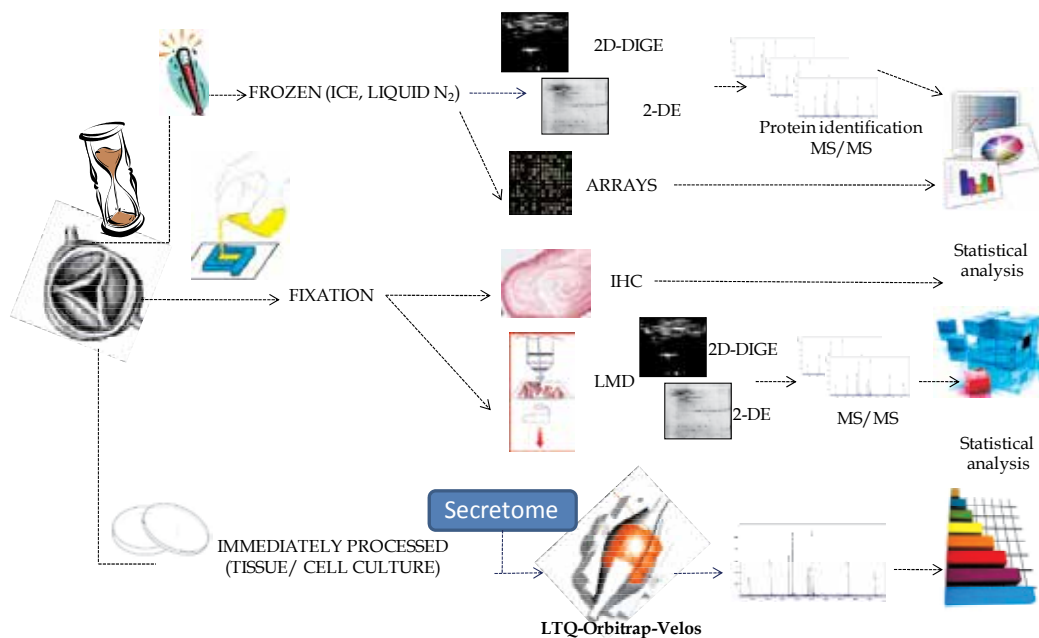 2D-DIGE
FROZEN (ICE, LIQUID N₂)
2-DE
Protein identification
MS/MS
ARRAYS
Statistical
analysis
IHC
FIXATION
2D-DIGE
LMD
2-DE
MS/MS
Statistical
analysis
Secretome
IMMEDIATELY PROCESSED
(TISSUE/ CELL CULTURE)
LTQ-Orbitrap-Velos